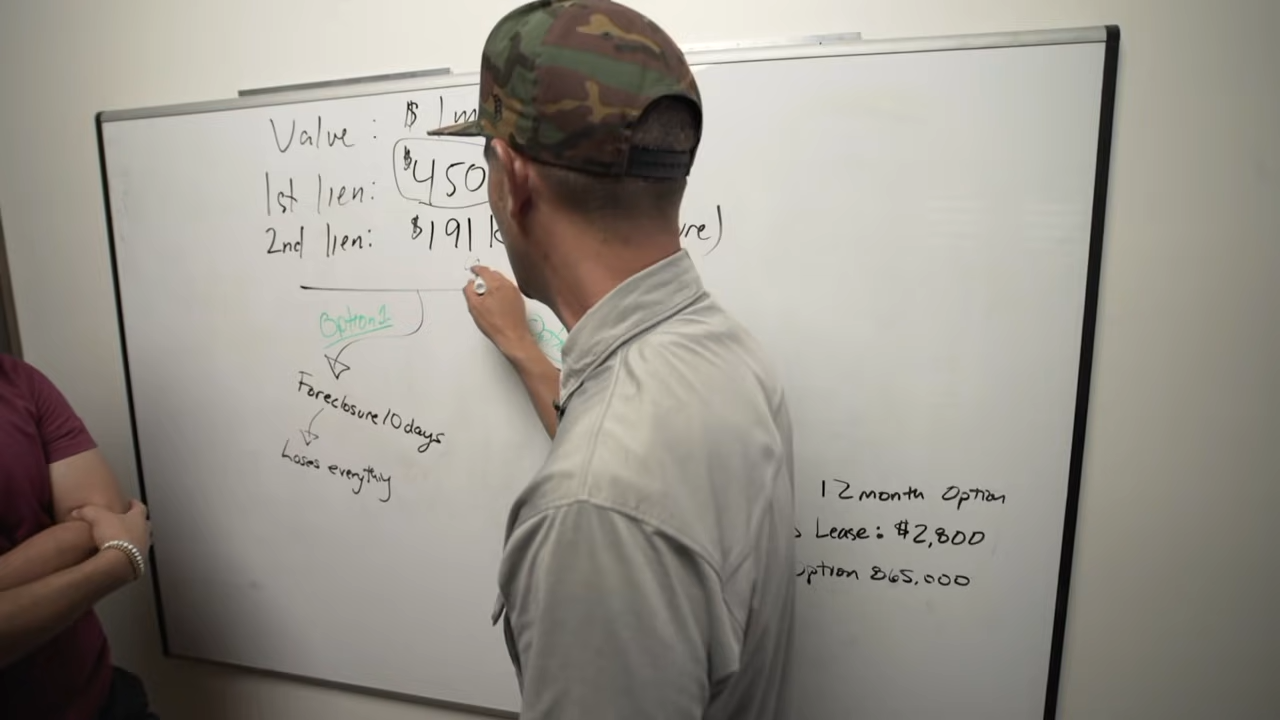 Value: $ 1m
1st lien: $450
2nd lien: $191 k
Option 1
Foreclosure 10 days
Loses everything
12 month Option
Lease: $2,800
865,000